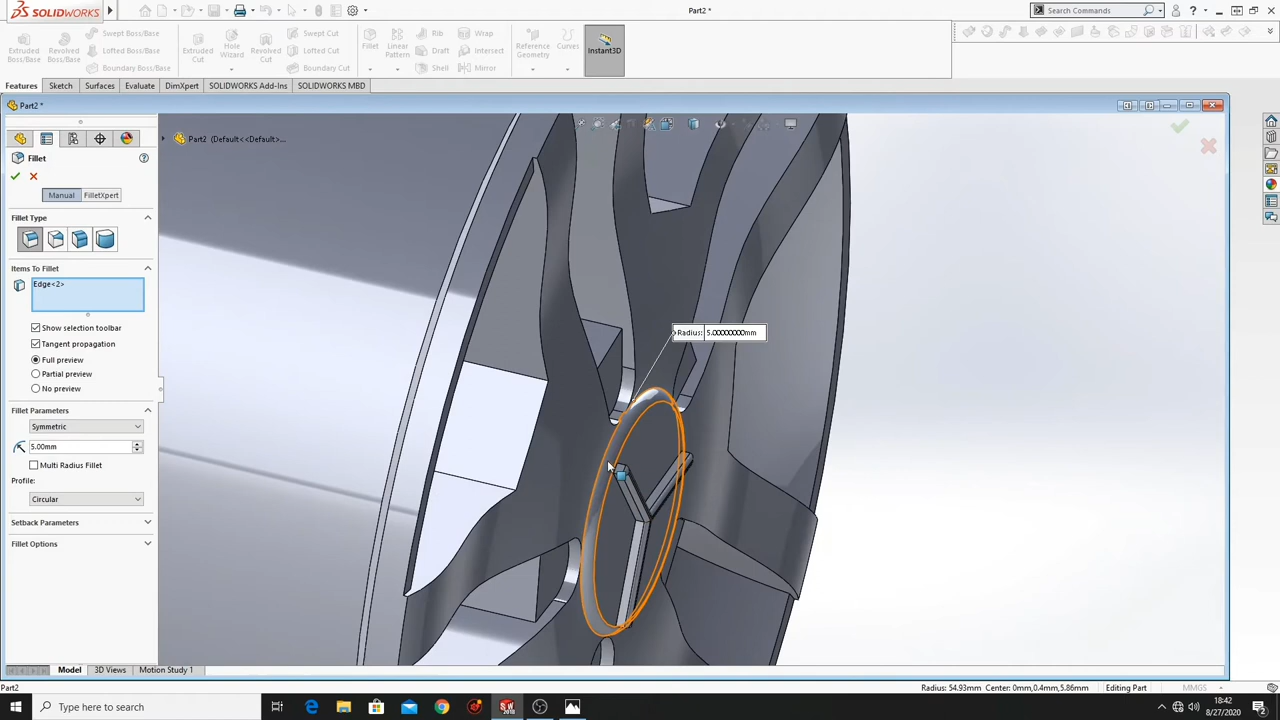 SOLIDWORKS
Part2 *
Search Commands
Extruded Boss/Base
Revolved Boss/Base
Swept Boss/Base
Lofted Boss/Base
Boundary Boss/Base
Extruded Cut
Hole Wizard
Revolved Cut
Swept Cut
Lofted Cut
Boundary Cut
Fillet
Linear Pattern
Rib
Draft
Shell
Wrap
Intersect
Mirror
Reference Geometry
Curves
Instant3D
Features
Sketch
Surfaces
Evaluate
DimXpert
SOLIDWORKS Add-Ins
SOLIDWORKS MBD
Part2 *
Part2 (Default<<Default>...
Fillet
Manual
FilletXpert
Fillet Type
Items To Fillet
Edge<2>
Show selection toolbar
Tangent propagation
Full preview
Partial preview
No preview
Fillet Parameters
Symmetric
5.00mm
Multi Radius Fillet
Profile:
Circular
Setback Parameters
Fillet Options
Radius: 5.00000000mm
Model
3D Views
Motion Study 1
Part2
Radius: 54.93mm Center: 0mm,0.4mm,5.86mm
Editing Part
MMGS
Type here to search
SW
2018
18:42
8/27/2020